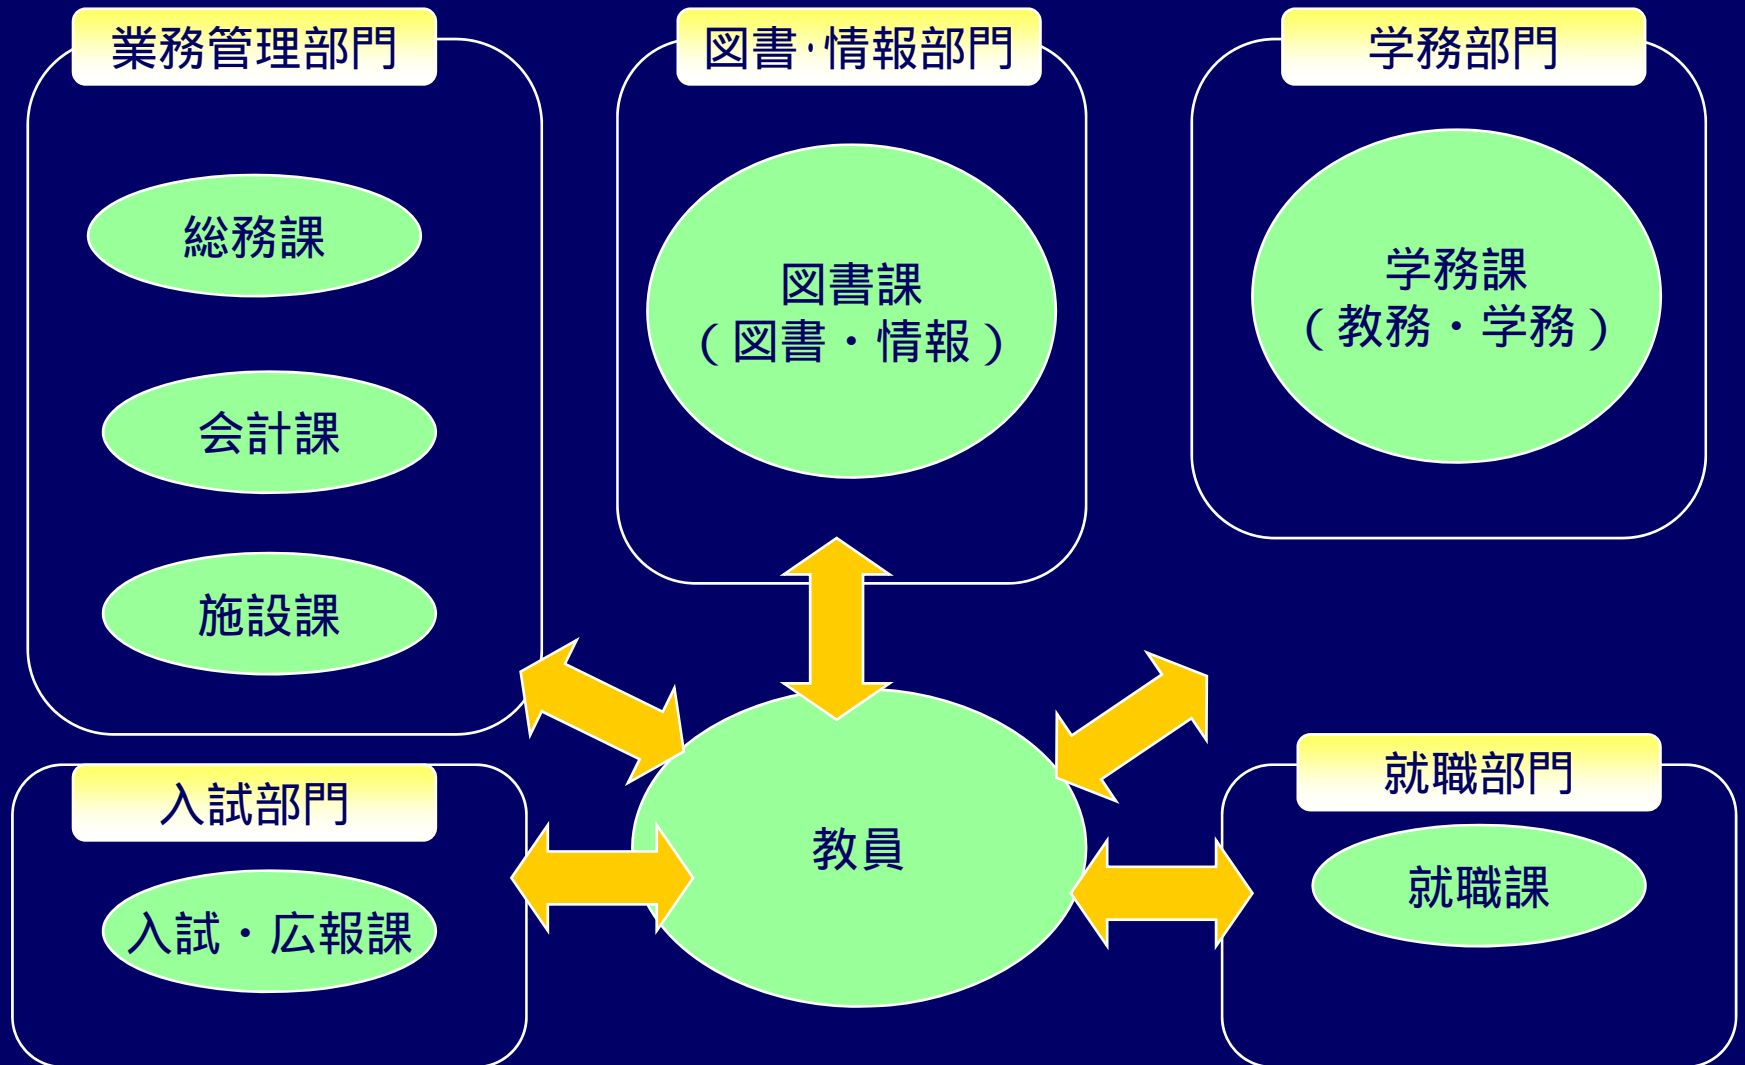 業務管理部門
図書･情報部門
学務部門
総務課
会計課
施設課
図書課
（図書・情報）
学務課
（教務・学務）
入試部門
入試・広報課
教員
就職部門
就職課